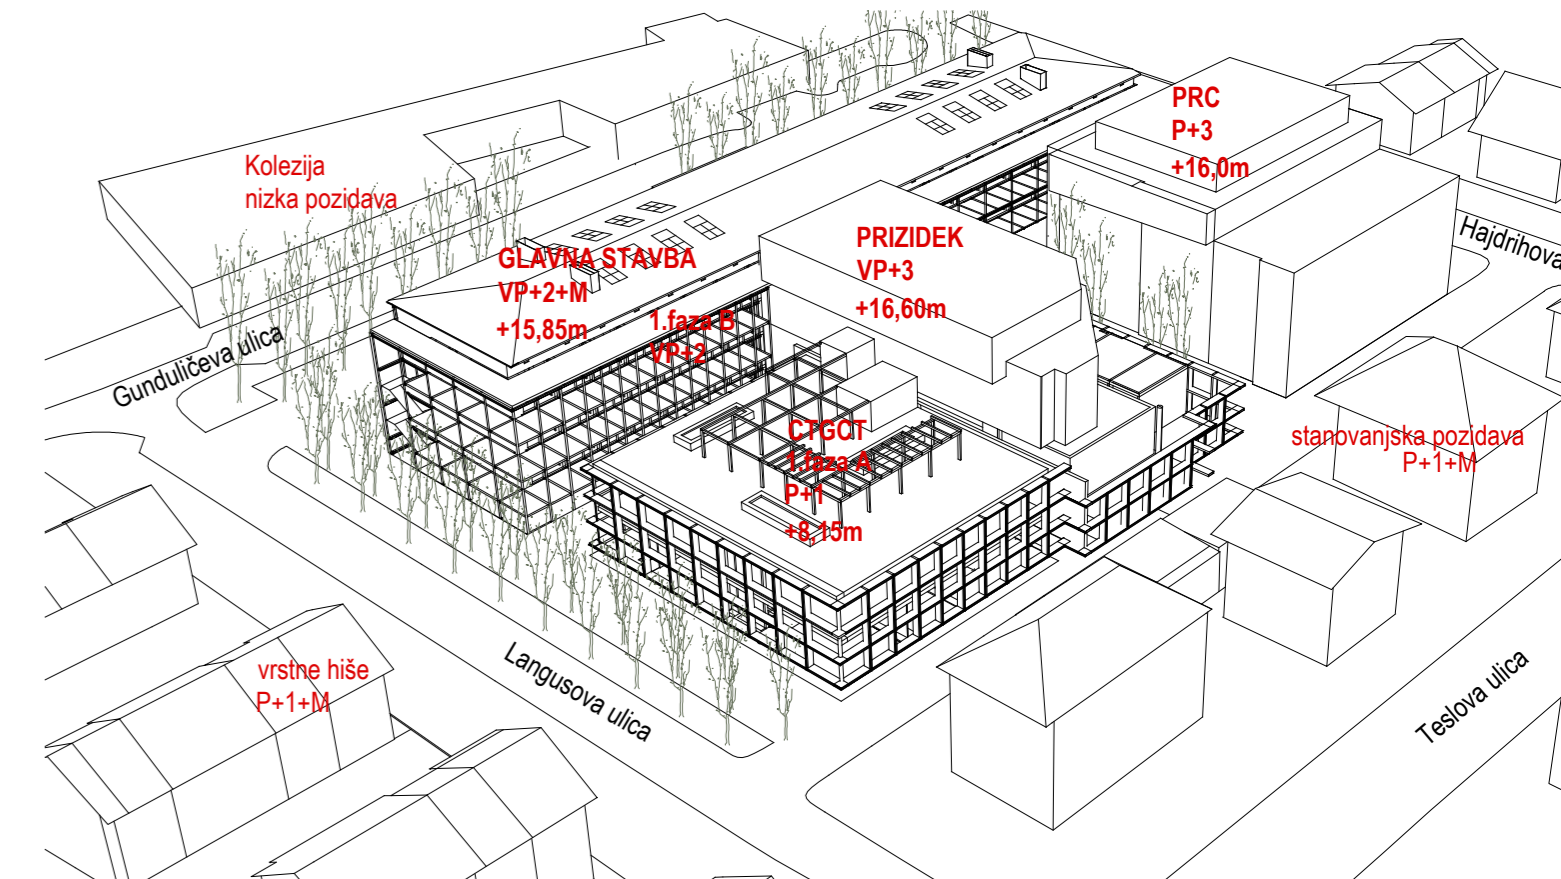 PRC
P+3
+16,0m
Kolezija
nizka pozidava
Hajdrihova
PRIZIDEK
VP+3
+16,60m
GLAVNA STAVBA
VP+2+M
+15,85m
1.faza B
VP+2
Gundulićeva ulica
CTGCT
1.faza A
P+1
+8,15m
stanovanjska pozidava
P+1+M
vrstne hiše
P+1+M
Langusova ulica
Teslova ulica